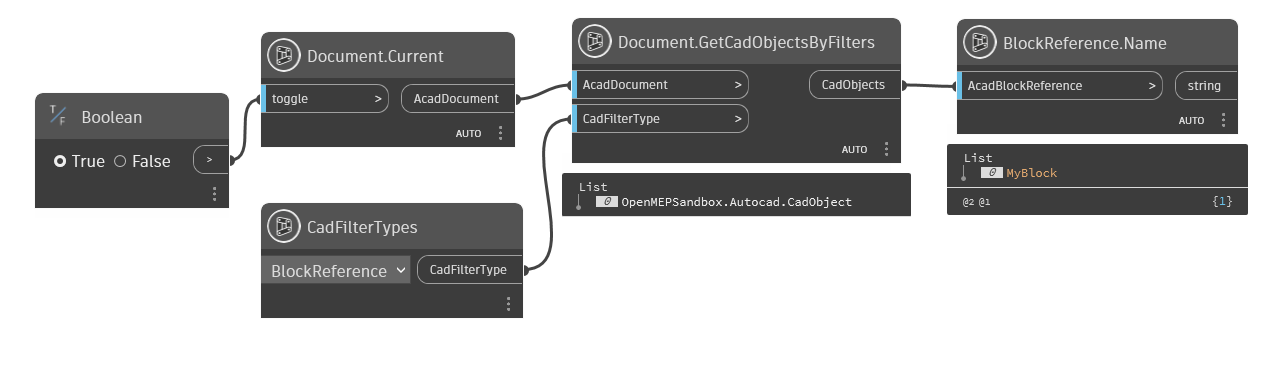 T
F
Boolean
True
False
>
Document.Current
toggle >
AcadDocument
AUTO
CadFilterTypes
BlockReference
CadFilterType
Document.GetCadObjectsByFilters
AcadDocument >
CadObjects
CadFilterType >
AUTO
List
0 OpenMEPSandbox.Autocad.CadObject
BlockReference.Name
AcadBlockReference >
string
AUTO
List
0 MyBlock
@2 @1
{1}